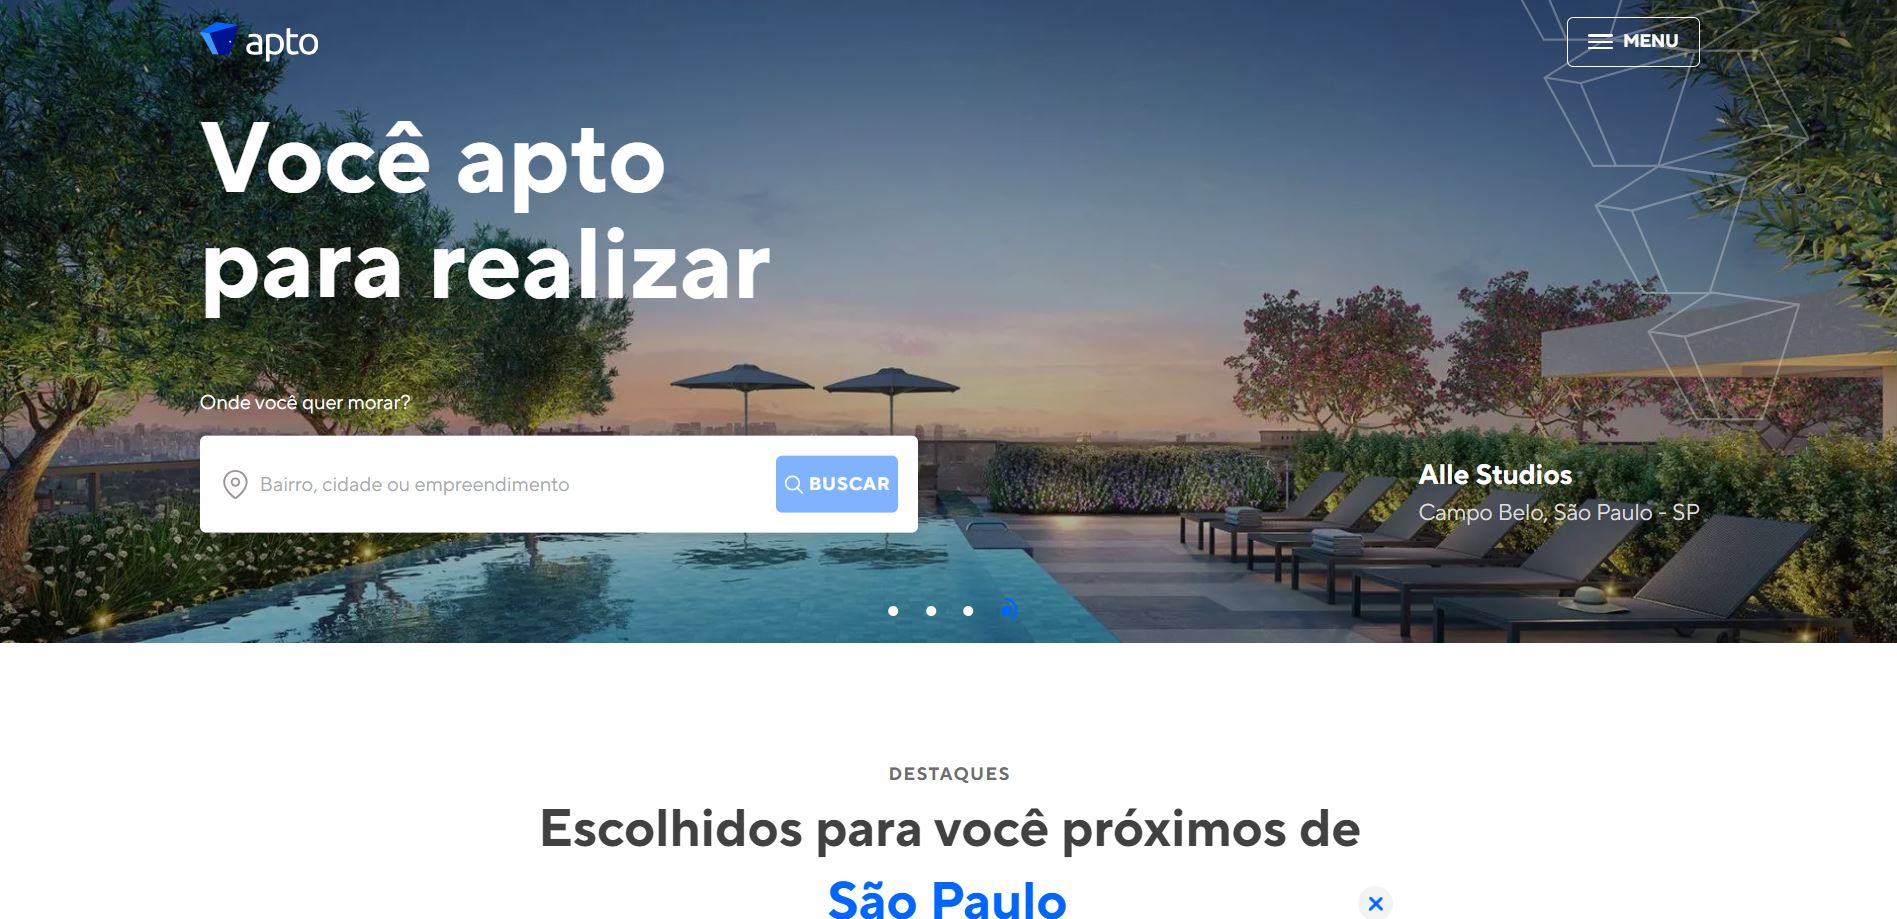 apto
MENU
Você apto
para realizar
Onde você quer morar?
Bairro, cidade ou empreendimento
BUSCAR
Alle Studios
Campo Belo, São Paulo - SP
DESTAQUES
Escolhidos para você próximos de
São Paulo